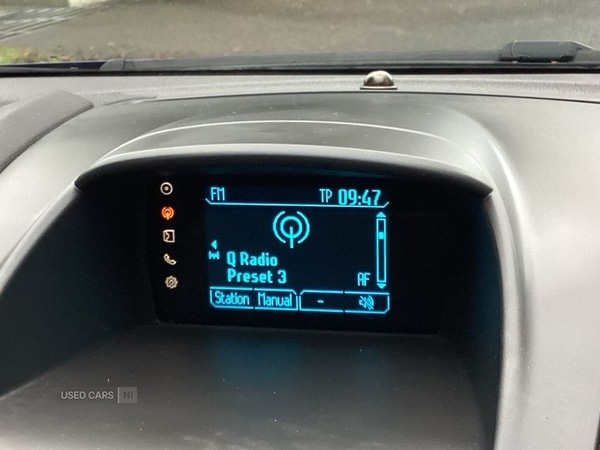 FM TP 09:47
Q Radio
Preset 3 AF
Station Manual -
USED CARS NI